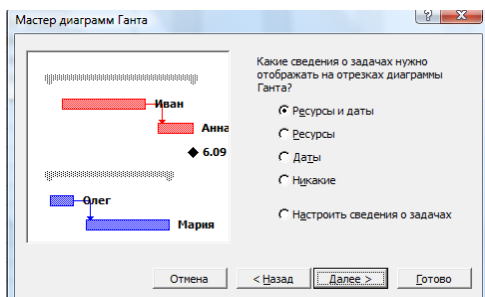 Мастер диаграмм Ганта
Какие сведения о задачах нужно
отображать на отрезках диаграммы
Ганта?
Ресурсы и даты
Ресурсы
Даты
Никакие
Настроить сведения о задачах
Иван
Анна
6.09
Олег
Мария
Отмена
< Назад
Далее >
Готово